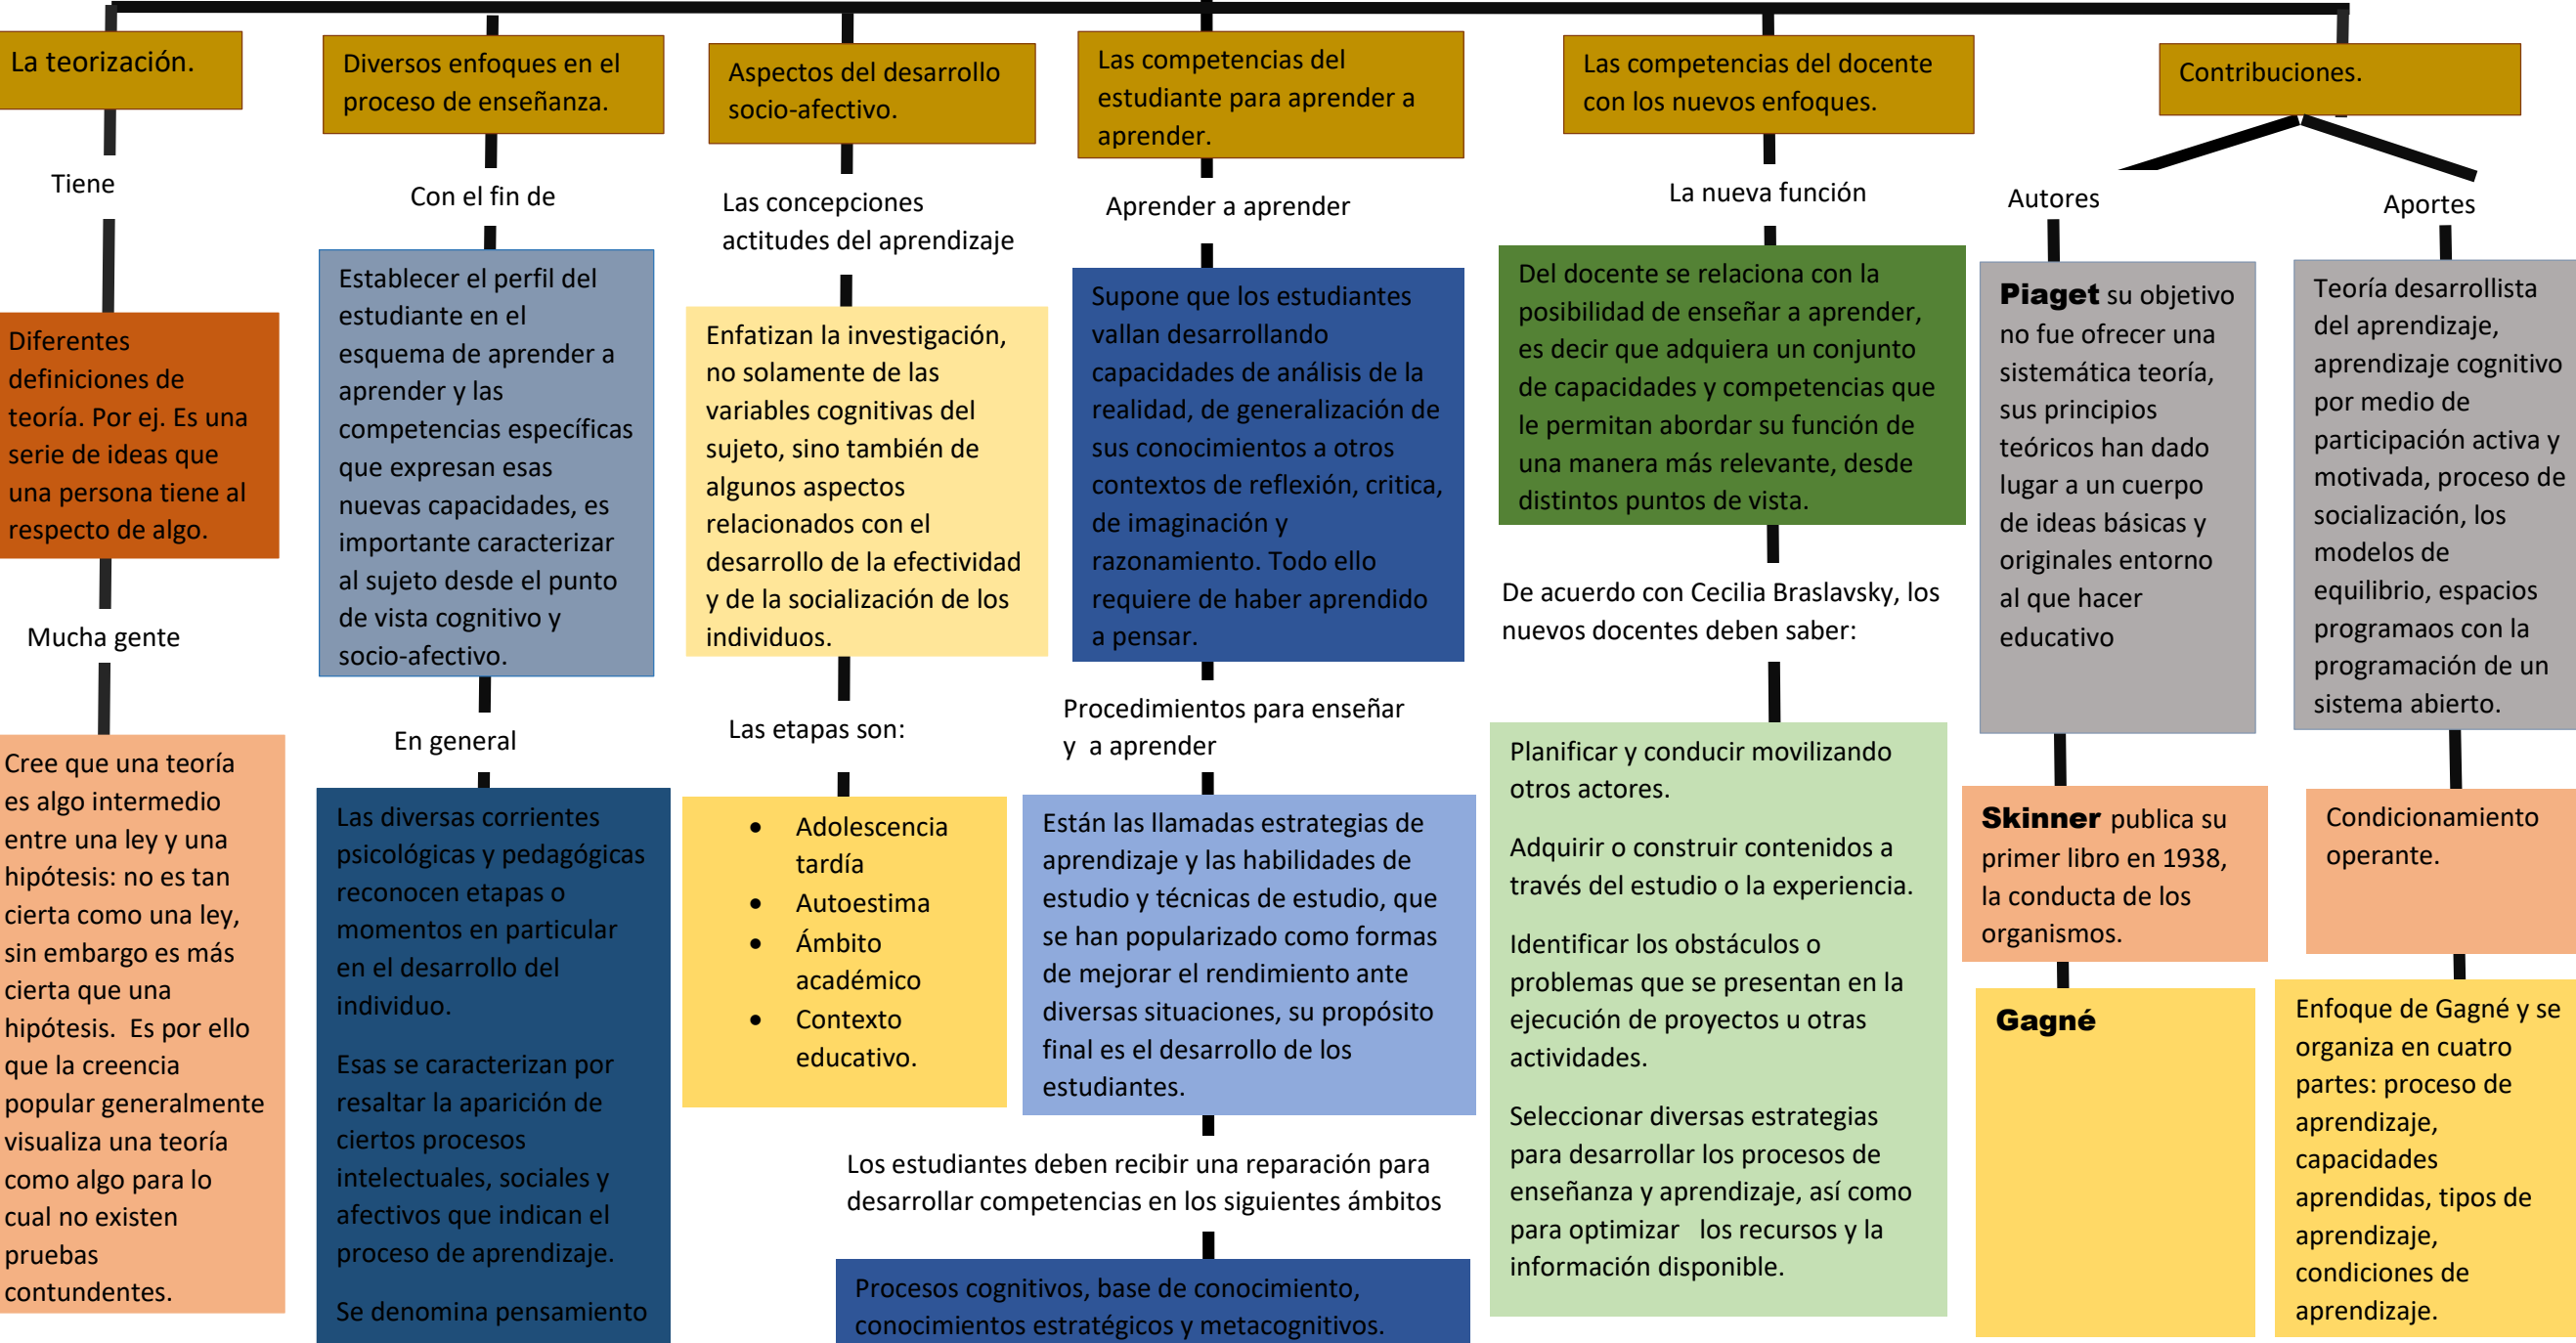 La teorización.
Tiene
Diferentes
definiciones de
teoría. Por ej. Es una
serie de ideas que
una persona tiene al
respecto de algo.
Mucha gente
Cree que una teoría
es algo intermedio
entre una ley y una
hipótesis: no es tan
cierta como una ley,
sin embargo es más
cierta que una
hipótesis. Es por ello
que la creencia
popular generalmente
visualiza una teoría
como algo para lo
cual no existen
pruebas
contundentes.
Diversos enfoques en el
proceso de enseñanza.
Con el fin de
Establecer el perfil del
estudiante en el
esquema de aprender a
aprender y las
competencias específicas
que expresan esas
nuevas capacidades, es
importante caracterizar
al sujeto desde el punto
de vista cognitivo y
socio-afectivo.
En general
Las diversas corrientes
psicológicas y pedagógicas
reconocen etapas o
momentos en particular
en el desarrollo del
individuo.
Esas se caracterizan por
resaltar la aparición de
ciertos procesos
intelectuales, sociales y
afectivos que indican el
proceso de aprendizaje.
Se denomina pensamiento
Aspectos del desarrollo
socio-afectivo.
Las concepciones
actitudes del aprendizaje
Enfatizan la investigación,
no solamente de las
variables cognitivas del
sujeto, sino también de
algunos aspectos
relacionados con el
desarrollo de la efectividad
y de la socialización de los
individuos.
Las etapas son:
• Adolescencia
tardía
• Autoestima
• Ámbito
académico
• Contexto
educativo.
Las competencias del
estudiante para aprender a
aprender.
Aprender a aprender
Supone que los estudiantes
vallan desarrollando
capacidades de análisis de la
realidad, de generalización de
sus conocimientos a otros
contextos de reflexión, critica,
de imaginación y
razonamiento. Todo ello
requiere de haber aprendido
a pensar.
Procedimientos para enseñar
y a aprender
Están las llamadas estrategias de
aprendizaje y las habilidades de
estudio y técnicas de estudio, que
se han popularizado como formas
de mejorar el rendimiento ante
diversas situaciones, su propósito
final es el desarrollo de los
estudiantes.
Los estudiantes deben recibir una reparación para
desarrollar competencias en los siguientes ámbitos
Procesos cognitivos, base de conocimiento,
conocimientos estratégicos y metacognitivos.
Las competencias del docente
con los nuevos enfoques.
La nueva función
Del docente se relaciona con la
posibilidad de enseñar a aprender,
es decir que adquiera un conjunto
de capacidades y competencias que
le permitan abordar su función de
una manera más relevante, desde
distintos puntos de vista.
De acuerdo con Cecilia Braslavsky, los
nuevos docentes deben saber:
Planificar y conducir movilizando
otros actores.
Adquirir o construir contenidos a
través del estudio o la experiencia.
Identificar los obstáculos o
problemas que se presentan en la
ejecución de proyectos u otras
actividades.
Seleccionar diversas estrategias
para desarrollar los procesos de
enseñanza y aprendizaje, así como
para optimizar los recursos y la
información disponible.
Contribuciones.
Autores
Piaget su objetivo
no fue ofrecer una
sistemática teoría,
sus principios
teóricos han dado
lugar a un cuerpo
de ideas básicas y
originales entorno
al que hacer
educativo
Skinner publica su
primer libro en 1938,
la conducta de los
organismos.
Gagné
Aportes
Teoría desarrollista
del aprendizaje,
aprendizaje cognitivo
por medio de
participación activa y
motivada, proceso de
socialización, los
modelos de
equilibrio, espacios
programaos con la
programación de un
sistema abierto.
Condicionamiento
operante.
Enfoque de Gagné y se
organiza en cuatro
partes: proceso de
aprendizaje,
capacidades
aprendidas, tipos de
aprendizaje,
condiciones de
aprendizaje.